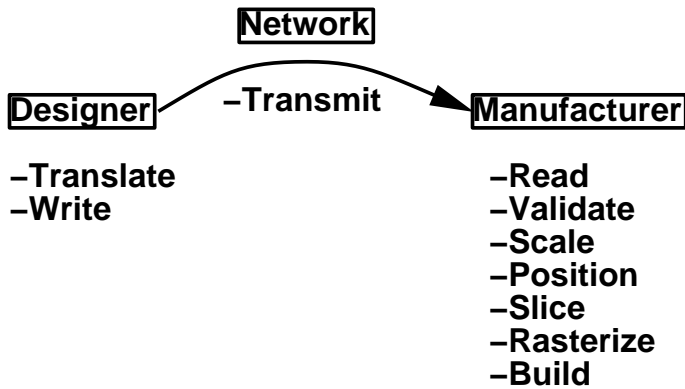 Network
Designer
–Transmit
Manufacturer
–Translate
–Write
–Read
–Validate
–Scale
–Position
–Slice
–Rasterize
–Build